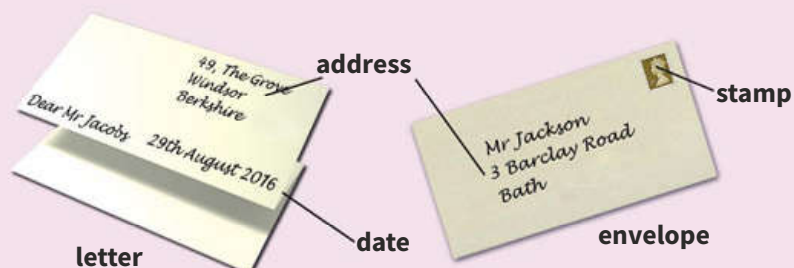 49, The Grove
Windsor
Berkshire
Dear Mr Jacobs
29th August 2016
letter
address
date
Mr Jackson
3 Barclay Road
Bath
stamp
envelope